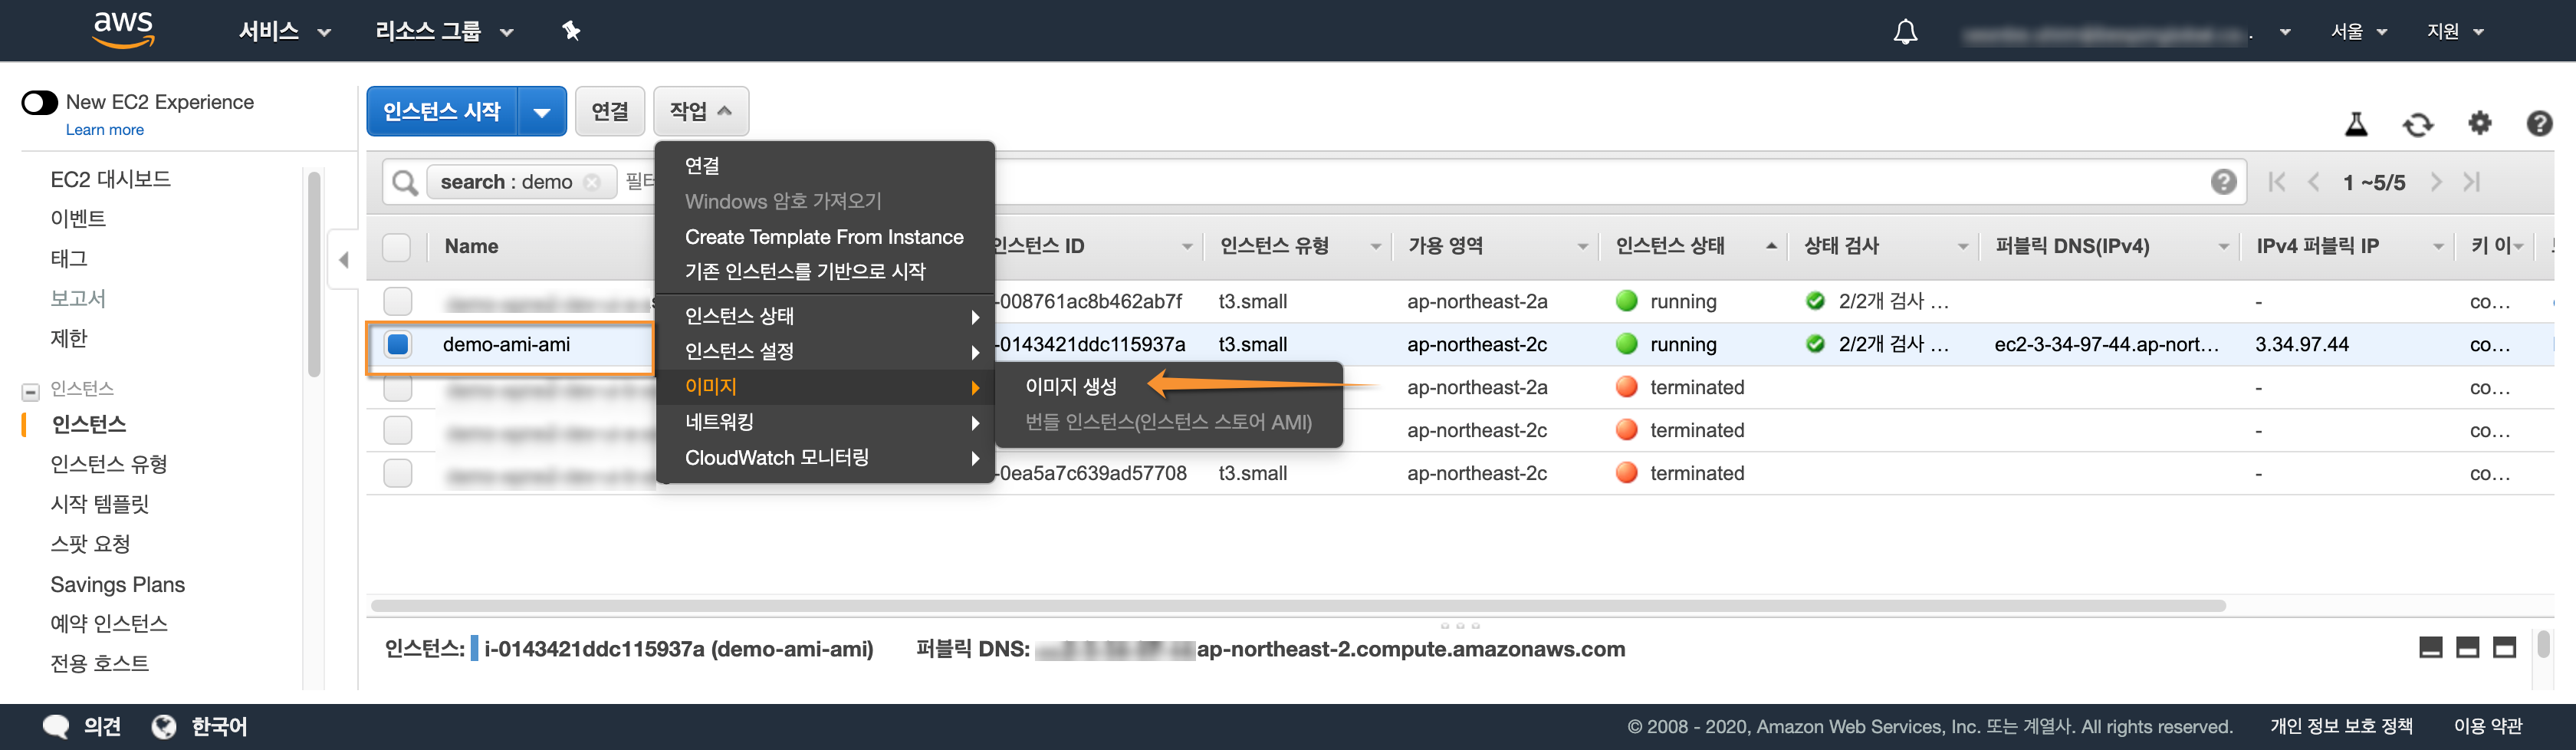 aws 서비스 리소스 그룹 서울 지원
New EC2 Experience
Learn more
EC2 대시보드
이벤트
태그
보고서
제한
인스턴스
인스턴스
인스턴스 유형
시작 템플릿
스팟 요청
Savings Plans
예약 인스턴스
전용 호스트
인스턴스 시작 연결 작업
search : demo 1 ~5/5
연결
Windows 암호 가져오기
Create Template From Instance
기존 인스턴스를 기반으로 시작
인스턴스 상태
인스턴스 설정
이미지
네트워킹
CloudWatch 모니터링
이미지 생성
번들 인스턴스(인스턴스 스토어 AMI)
Name 인스턴스 ID 인스턴스 유형 가용 영역 인스턴스 상태 상태 검사 퍼블릭 DNS(IPv4) IPv4 퍼블릭 IP 키 이
-008761ac8b462ab7f t3.small ap-northeast-2a running 2/2개 검사 ... - co...
demo-ami-ami -0143421ddc115937a t3.small ap-northeast-2c running 2/2개 검사 ... ec2-3-34-97-44.ap-nort... 3.34.97.44 co...
ap-northeast-2a terminated - co...
ap-northeast-2c terminated - co...
-0ea5a7c639ad57708 t3.small ap-northeast-2c terminated - co...
인스턴스: i-0143421ddc115937a (demo-ami-ami) 퍼블릭 DNS: ap-northeast-2.compute.amazonaws.com
의견 한국어 © 2008 - 2020, Amazon Web Services, Inc. 또는 계열사. All rights reserved. 개인 정보 보호 정책 이용 약관